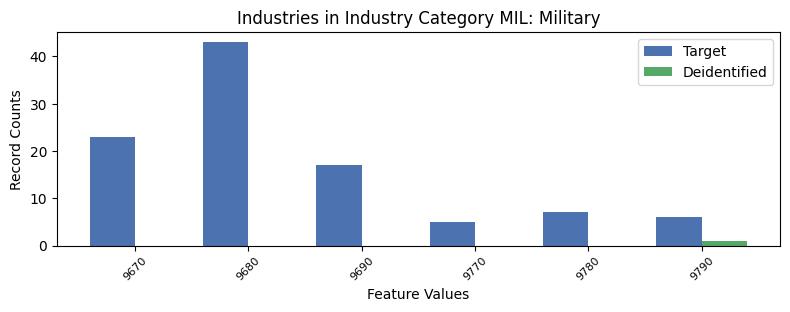 Industries in Industry Category MIL: Military
Target
Deidentified
Record Counts
40
30
20
10
0
9670
9680
9690
9770
9780
9790
Feature Values